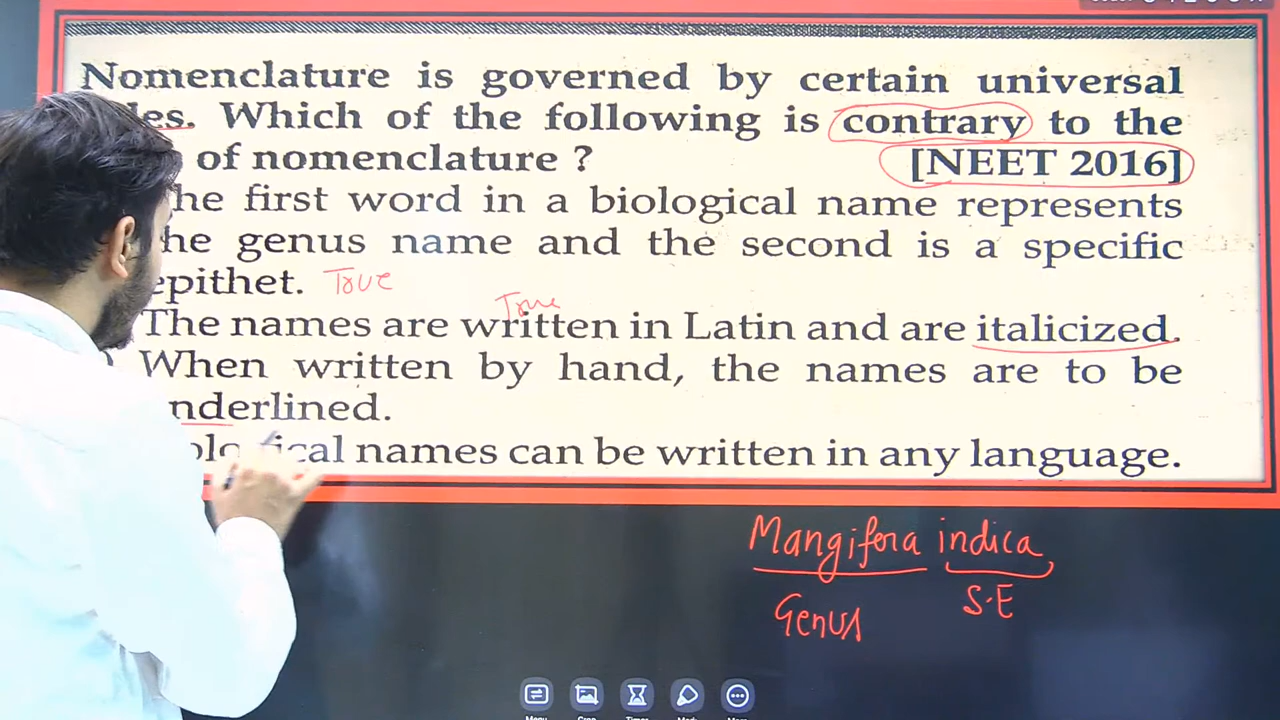 Nomenclature is governed by certain universal
es. Which of the following is contrary to the
of nomenclature ? [NEET 2016]
he first word in a biological name represents
he genus name and the second is a specific
epithet. True
True
The names are written in Latin and are italicized.
When written by hand, the names are to be
nderlined.
ical names can be written in any language.
Mangifera indica
Genus S.E